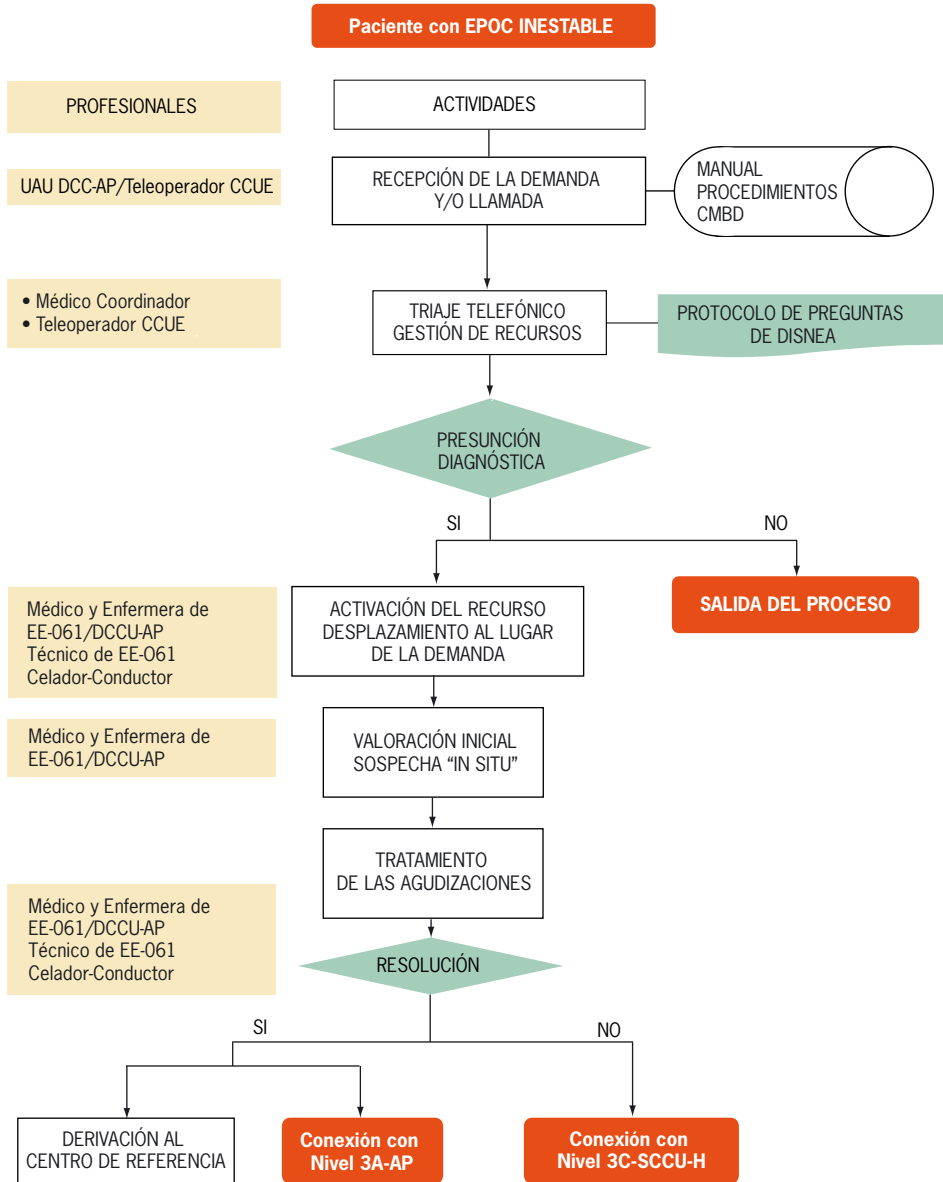 Paciente con EPOC INESTABLE
PROFESIONALES
ACTIVIDADES
UAU DCC-AP/Teleoperador CCUE
RECEPCIÓN DE LA DEMANDA
Y/O LLAMADA
MANUAL
PROCEDIMIENTOS
CMBD
• Médico Coordinador
• Teleoperador CCUE
TRIAJE TELEFÓNICO
GESTIÓN DE RECURSOS
PROTOCOLO DE PREGUNTAS
DE DISNEA
PRESUNCIÓN
DIAGNÓSTICA
SI
NO
Médico y Enfermera de
EE-061/DCCU-AP
Técnico de EE-O61
Celador-Conductor
ACTIVACIÓN DEL RECURSO
DESPLAZAMIENTO AL LUGAR
DE LA DEMANDA
SALIDA DEL PROCESO
Médico y Enfermera de
EE-061/DCCU-AP
VALORACIÓN INICIAL
SOSPECHA “IN SITU”
TRATAMIENTO
DE LAS AGUDIZACIONES
Médico y Enfermera de
EE-061/DCCU-AP
Técnico de EE-061
Celador-Conductor
RESOLUCIÓN
SI
NO
DERIVACIÓN AL
CENTRO DE REFERENCIA
Conexión con
Nivel 3A-AP
Conexión con
Nivel 3C-SCCU-H